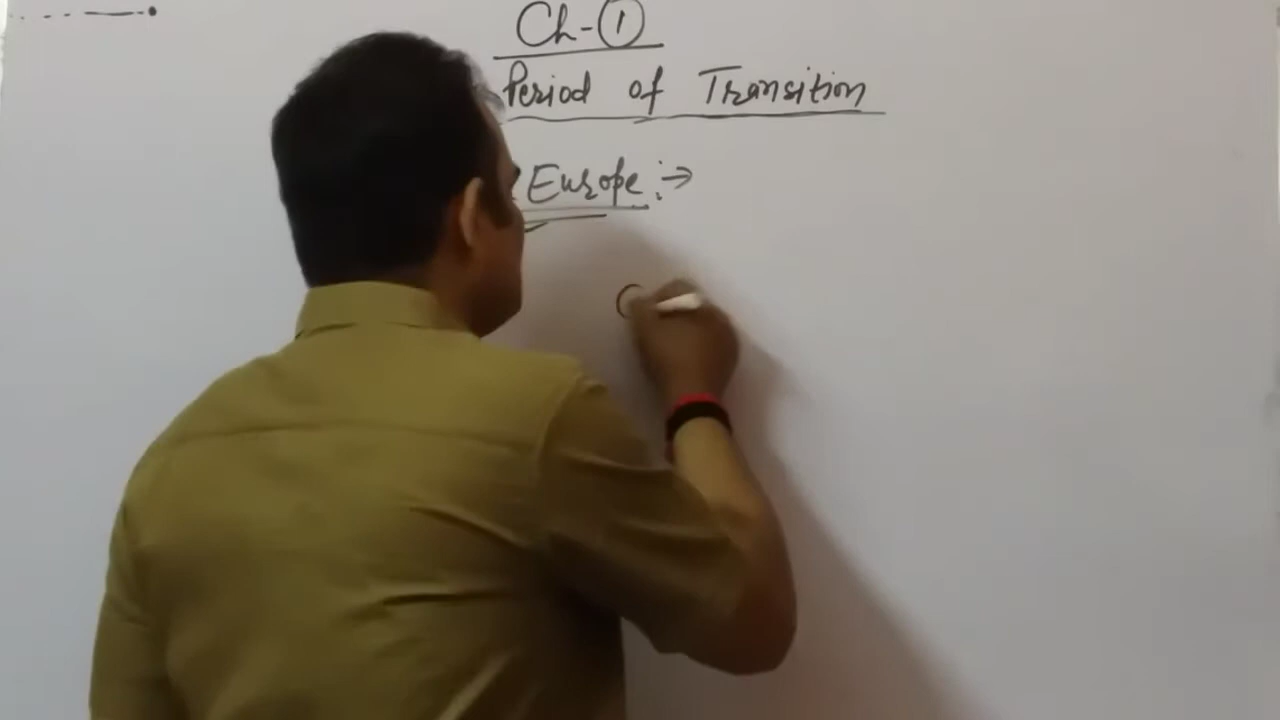 Ch-①
Period of Transition
Europe :→